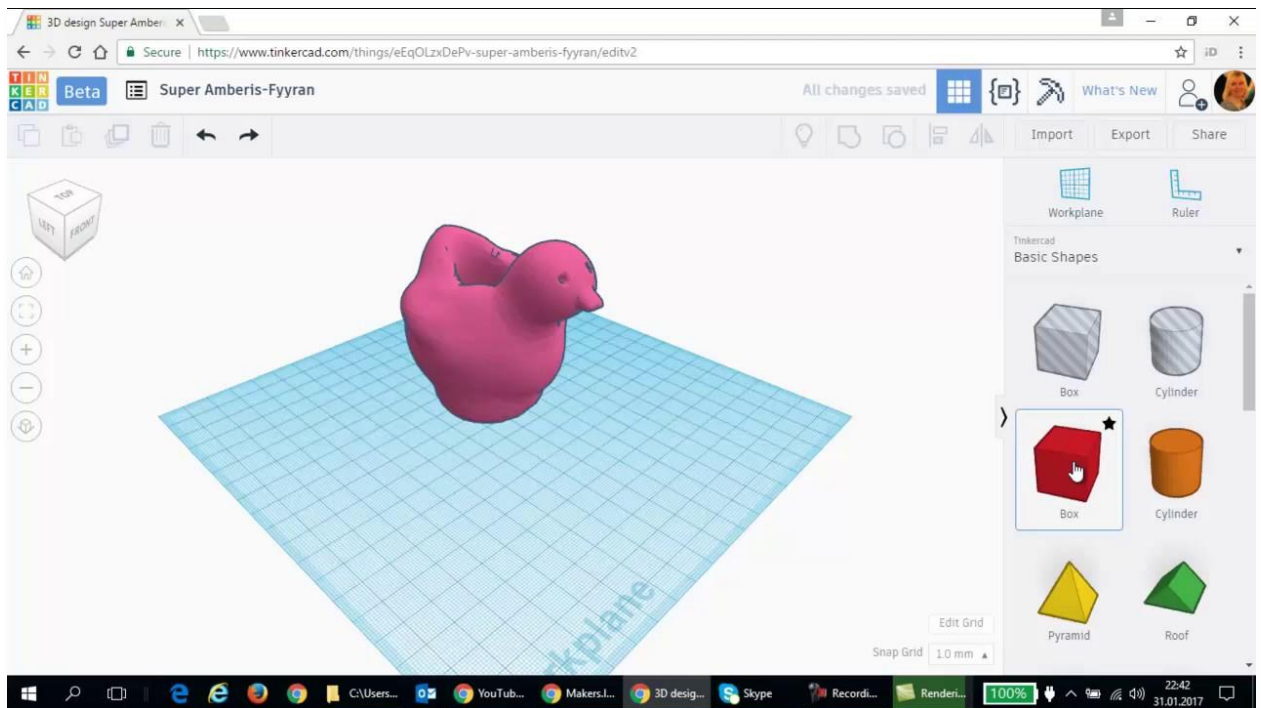 3D design Super Amber
Secure | https://www.tinkercad.com/things/eEqOLzxDePv-super-amberis-fyyran/editv2
iD
TIN
KER
CAD
Beta
Super Amberis-Fyyran
All changes saved
What's New
Import
Export
Share
TOP
LEFT
FRONT
Workplane
Ruler
Tinkercad
Basic Shapes
Box
Cylinder
Box
Cylinder
Pyramid
Roof
rkplane
Edit Grid
Snap Grid
1.0 mm
C:\Users...
YouTub...
Makers.l...
3D desig...
Skype
Recordi...
Renderi...
100%
22:42
31.01.2017